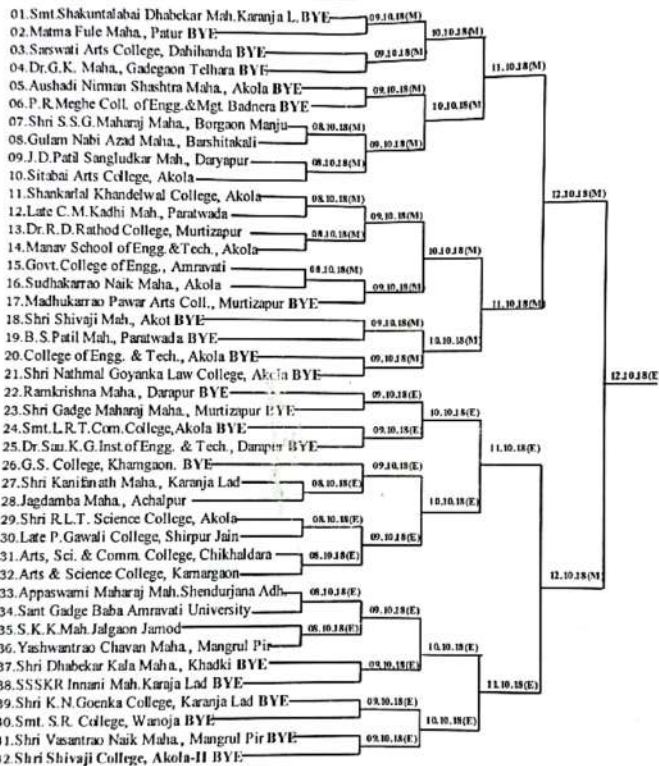 01.Smt.Shakuntalabai Dhabekar Mah.Karanja L. BYE
02.Matma Fule Maha., Patur BYE
03.Sarswati Arts College, Dahihanda BYE
04.Dr.G.K. Maha., Gadegaon Telhara BYE
05.Aushadi Nirman Shashtra Maha., Akola BYE
06.P.R.Meghe Coll. of Engg.&Mgt. Badnera BYE
07.Shri S.S.G.Maharaj Maha., Borgaon Manju
08.Gulam Nabi Azad Maha., Barshitakali
09.J.D.Patil Sangludkar Mah., Daryapur
10.Sitabai Arts College, Akola
11.Shankarlal Khandelwal College, Akola
12.Late C.M.Kadhi Mah., Paratwada
13.Dr.R.D.Rathod College, Murtizapur
14.Manav School of Engg.&Tech., Akola
15.Govt.College of Engg., Amravati
16.Sudhakarrao Naik Maha., Akola
17.Madhukarrao Pawar Arts Coll., Murtizapur BYE
18.Shri Shivaji Mah., Akot BYE
19.B.S.Patil Mah., Paratwada BYE
20.College of Engg. & Tech., Akola BYE
21.Shri Nathmal Goyanka Law College, Akola BYE
22.Ramkrishna Maha., Darapur BYE
23.Shri Gadge Maharaj Maha., Murtizapur BYE
24.Smt.L.R.T.Com.College,Akola BYE
25.Dr.Sau.K.G.Inst.of Engg. & Tech., Darapur BYE
26.G.S. College, Khamgaon. BYE
27.Shri Kanifnath Maha., Karanja Lad
28.Jagdamba Maha., Achalpur
29.Shri R.L.T. Science College, Akola
30.Late P.Gawali College, Shirpur Jain
31.Arts, Sci. & Comm. College, Chikhaldara
32.Arts & Science College, Kamargaon
33.Appaswami Maharaj Mah.Shendurjana Adh.
34.Sant Gadge Baba Amravati University
35.S.K.K.Mah.Jalgaon Jamod
36.Yashwantrao Chavan Maha., Mangrul Pir
37.Shri Dhabekar Kala Maha., Khadki BYE
38.SSSKR Innani Mah.Karaja Lad BYE
39.Shri K.N.Goenka College, Karanja Lad BYE
40.Smt. S.R. College, Wanoja BYE
41.Shri Vasantrao Naik Maha., Mangrul Pir BYE
42.Shri Shivaji College, Akola-II BYE
09.10.18(M)
09.10.18(M)
09.10.18(M)
08.10.18(M)
09.10.18(M)
08.10.18(M)
08.10.18(M)
09.10.18(M)
08.10.18(M)
08.10.18(M)
09.10.18(M)
09.10.18(M)
09.10.18(M)
09.10.18(E)
09.10.18(E)
09.10.18(E)
08.10.18(E)
08.10.18(E)
09.10.18(E)
08.10.18(E)
08.10.18(E)
09.10.18(E)
08.10.18(E)
09.10.18(E)
09.10.18(E)
09.10.18(E)
10.10.18(M)
10.10.18(M)
10.10.18(M)
10.10.18(M)
10.10.18(E)
10.10.18(E)
10.10.18(E)
10.10.18(E)
11.10.18(M)
11.10.18(M)
11.10.18(E)
11.10.18(E)
12.10.18(M)
12.10.18(M)
12.10.18(E)